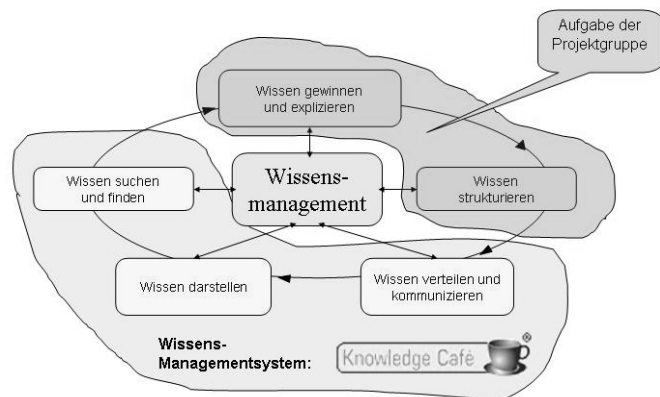 Aufgabe der
Projektgruppe
Wissen gewinnen
und explizieren
Wissen suchen
und finden
Wissens-
management
Wissen
strukturieren
Wissen darstellen
Wissen verteilen und
kommunizieren
Wissens-
Managementsystem:
Knowledge Café
®